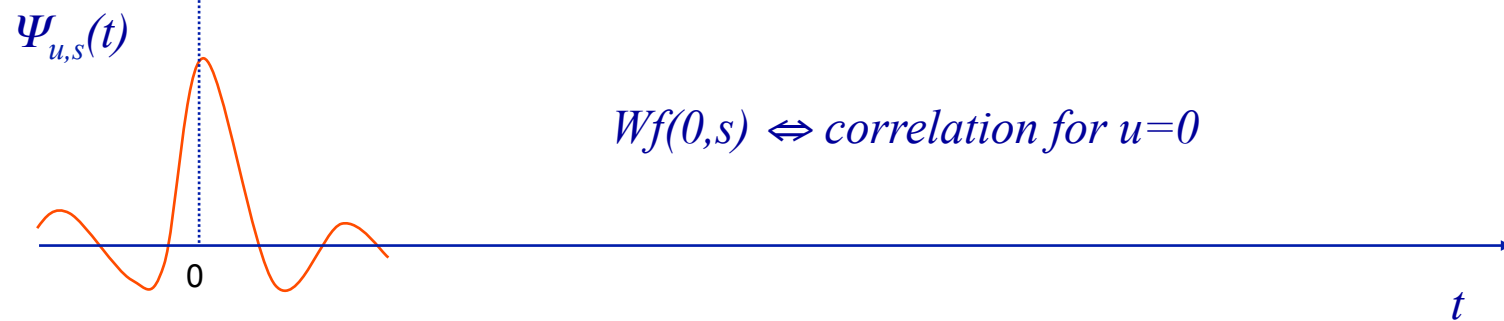 Ψu,s(t)
Wf(0,s) ⇔ correlation for u=0
0
t